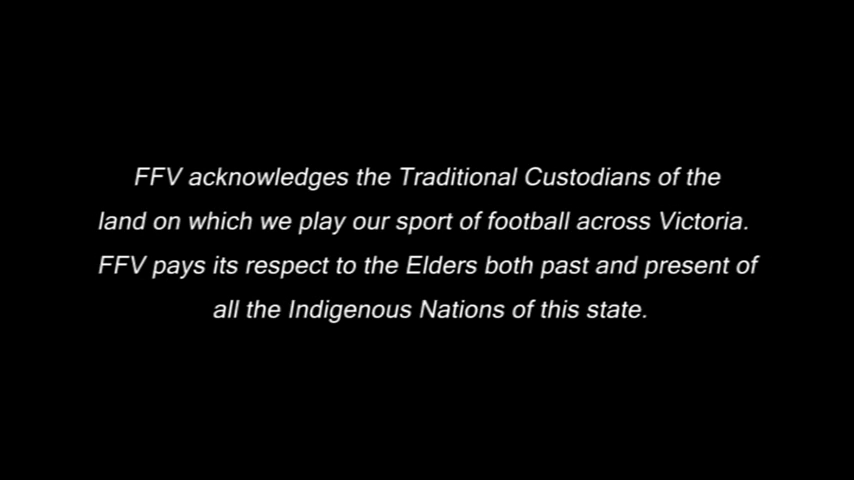 FFV acknowledges the Traditional Custodians of the
land on which we play our sport of football across Victoria.
FFV pays its respect to the Elders both past and present of
all the Indigenous Nations of this state.